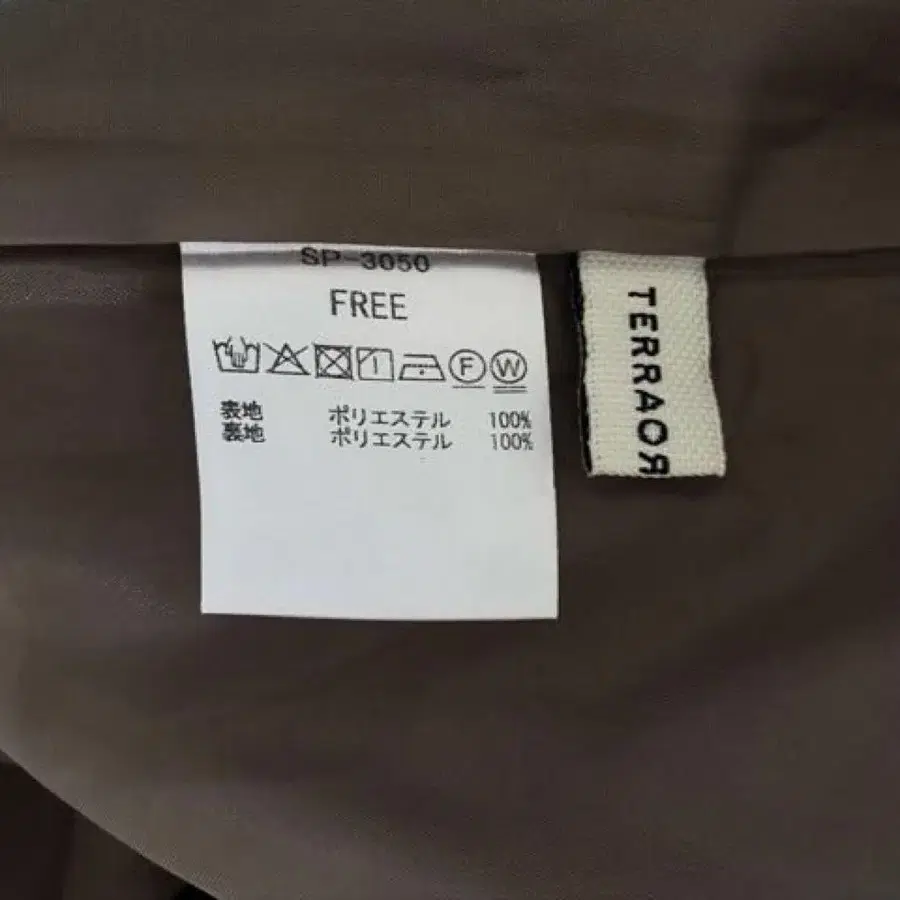 SP-3050
FREE
F W
表地 ポリエステル 100%
裏地 ポリエステル 100%
TERRAOR